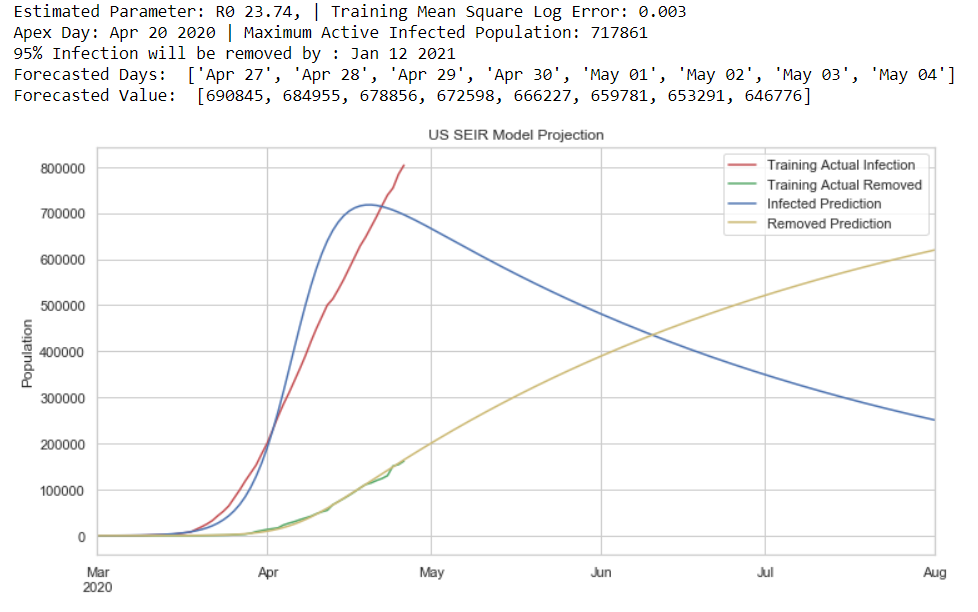 Estimated Parameter: R0 23.74, | Training Mean Square Log Error: 0.003
Apex Day: Apr 20 2020 | Maximum Active Infected Population: 717861
95% Infection will be removed by : Jan 12 2021
Forecasted Days:  ['Apr 27', 'Apr 28', 'Apr 29', 'Apr 30', 'May 01', 'May 02', 'May 03', 'May 04']
Forecasted Value:  [690845, 684955, 678856, 672598, 666227, 659781, 653291, 646776]
US SEIR Model Projection
Training Actual Infection
Training Actual Removed
Infected Prediction
Removed Prediction
Population
800000
700000
600000
500000
400000
300000
200000
100000
0
Mar Apr May Jun Jul Aug
2020